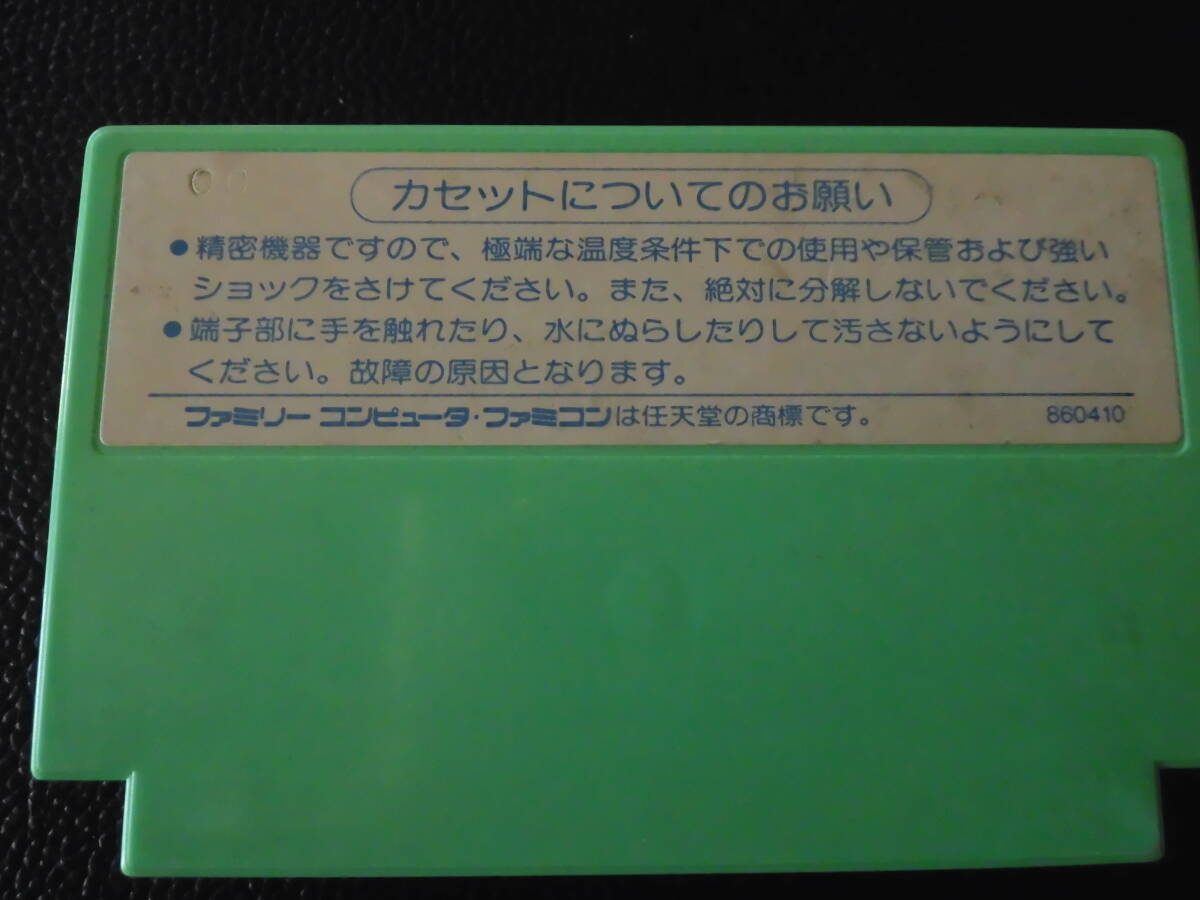 00
カセットについてのお願い
●精密機器ですので、極端な温度条件下での使用や保管および強い
ショックをさけてください。また、絶対に分解しないでください。
●端子部に手を触れたり、水にぬらしたりして汚さないようにして
ください。故障の原因となります。
ファミリー コンピュータ・ファミコンは任天堂の商標です。 860410